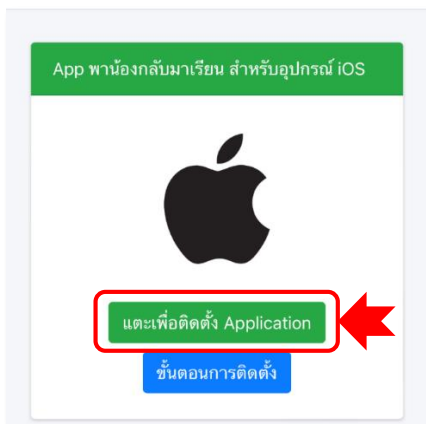 App พาน้องกลับมาเรียน สำหรับอุปกรณ์ iOS
แตะเพื่อติดตั้ง Application
ขั้นตอนการติดตั้ง